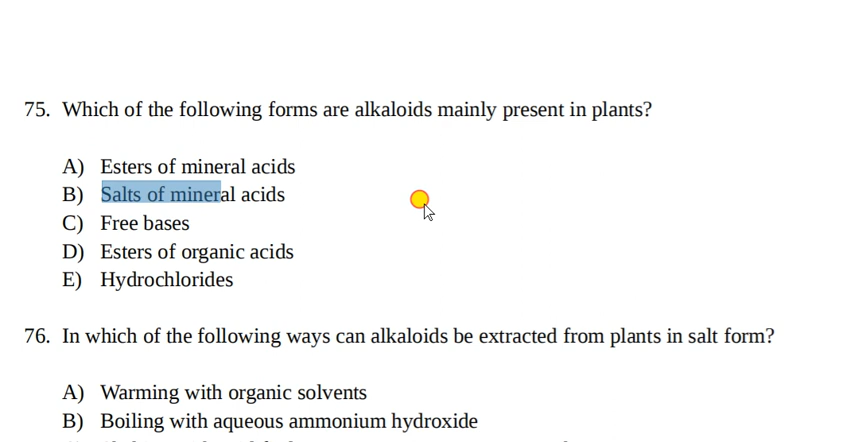 75. Which of the following forms are alkaloids mainly present in plants?
A) Esters of mineral acids
B) Salts of mineral acids
C) Free bases
D) Esters of organic acids
E) Hydrochlorides
76. In which of the following ways can alkaloids be extracted from plants in salt form?
A) Warming with organic solvents
B) Boiling with aqueous ammonium hydroxide